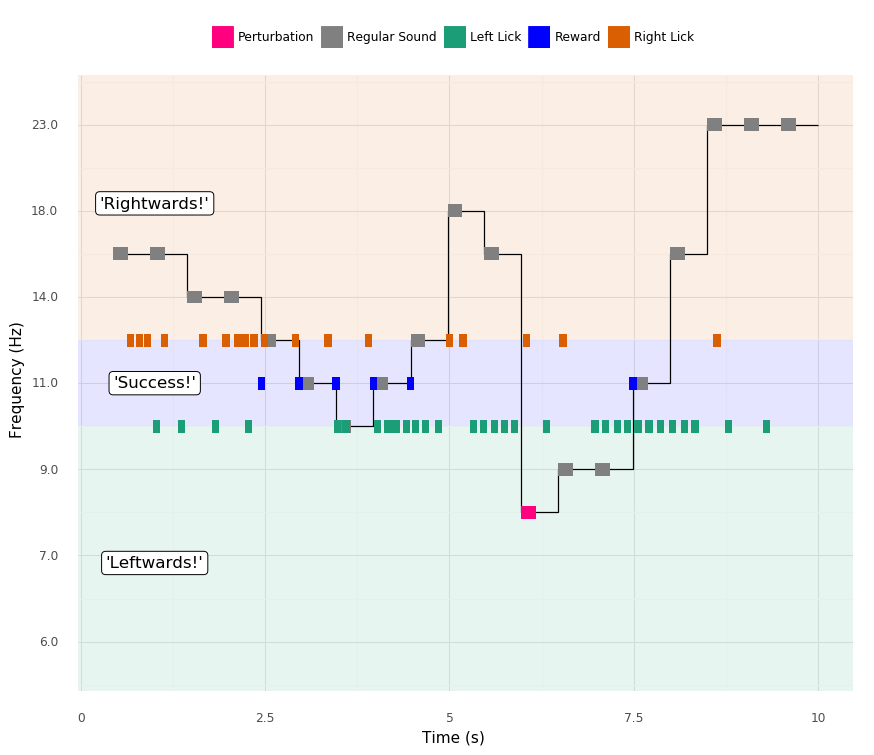 Perturbation Regular Sound Left Lick Reward Right Lick
23.0
'Rightwards!'
18.0
14.0
Frequency (Hz)
'Success!'
11.0
9.0
'Leftwards!'
7.0
6.0
0 2.5 5 7.5 10
Time (s)